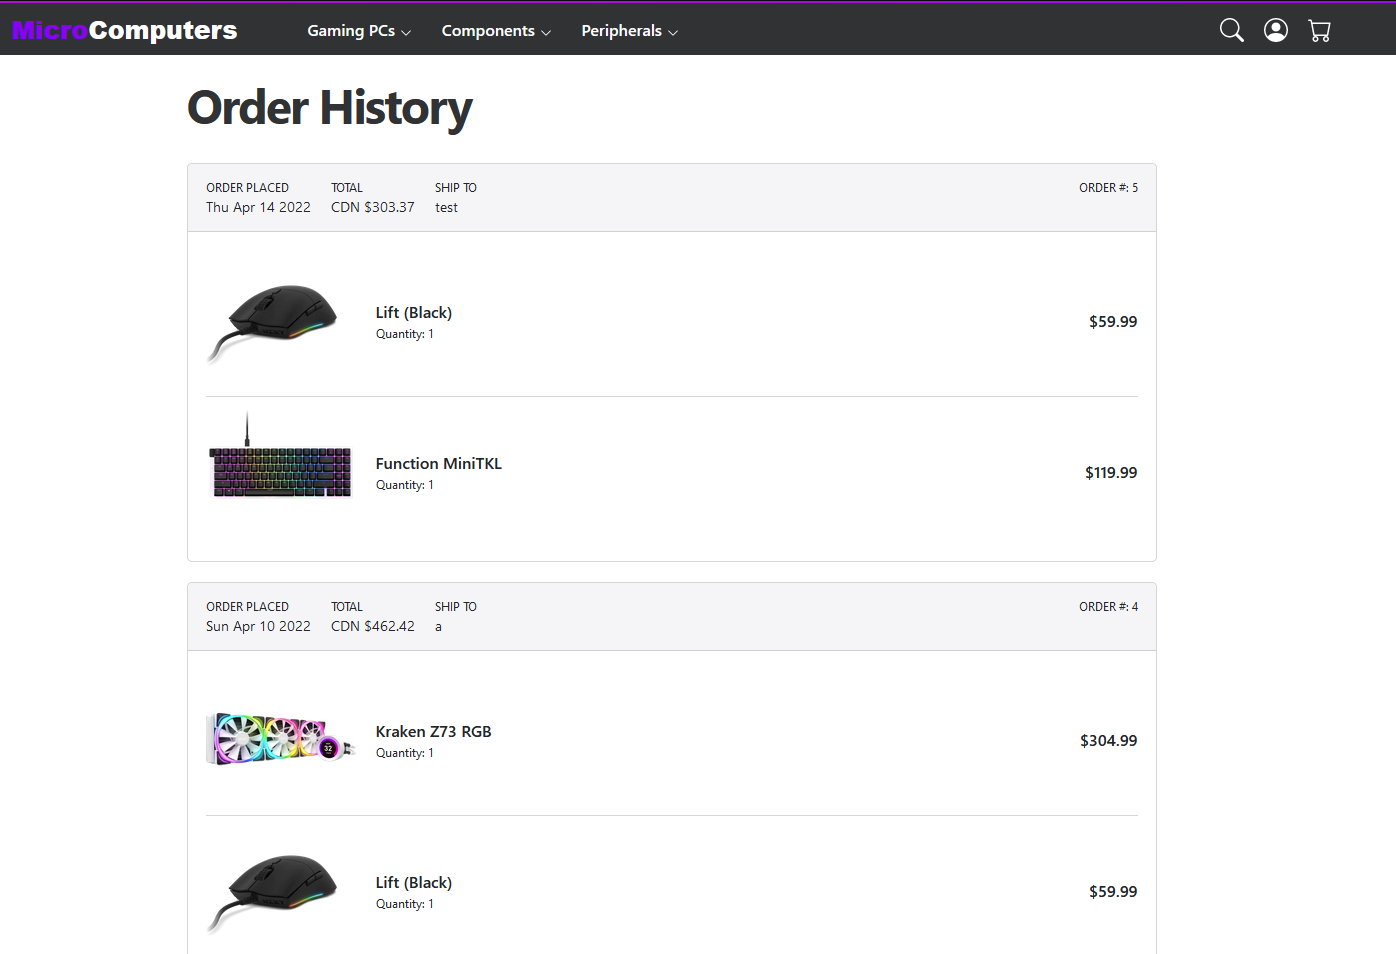 MicroComputers Gaming PCs Components Peripherals
Order History
ORDER PLACED TOTAL SHIP TO ORDER #: 5
Thu Apr 14 2022 CDN $303.37 test
Lift (Black)
Quantity: 1
$59.99
Function MiniTKL
Quantity: 1
$119.99
ORDER PLACED TOTAL SHIP TO ORDER #: 4
Sun Apr 10 2022 CDN $462.42 a
32
Kraken Z73 RGB
Quantity: 1
$304.99
Lift (Black)
Quantity: 1
$59.99